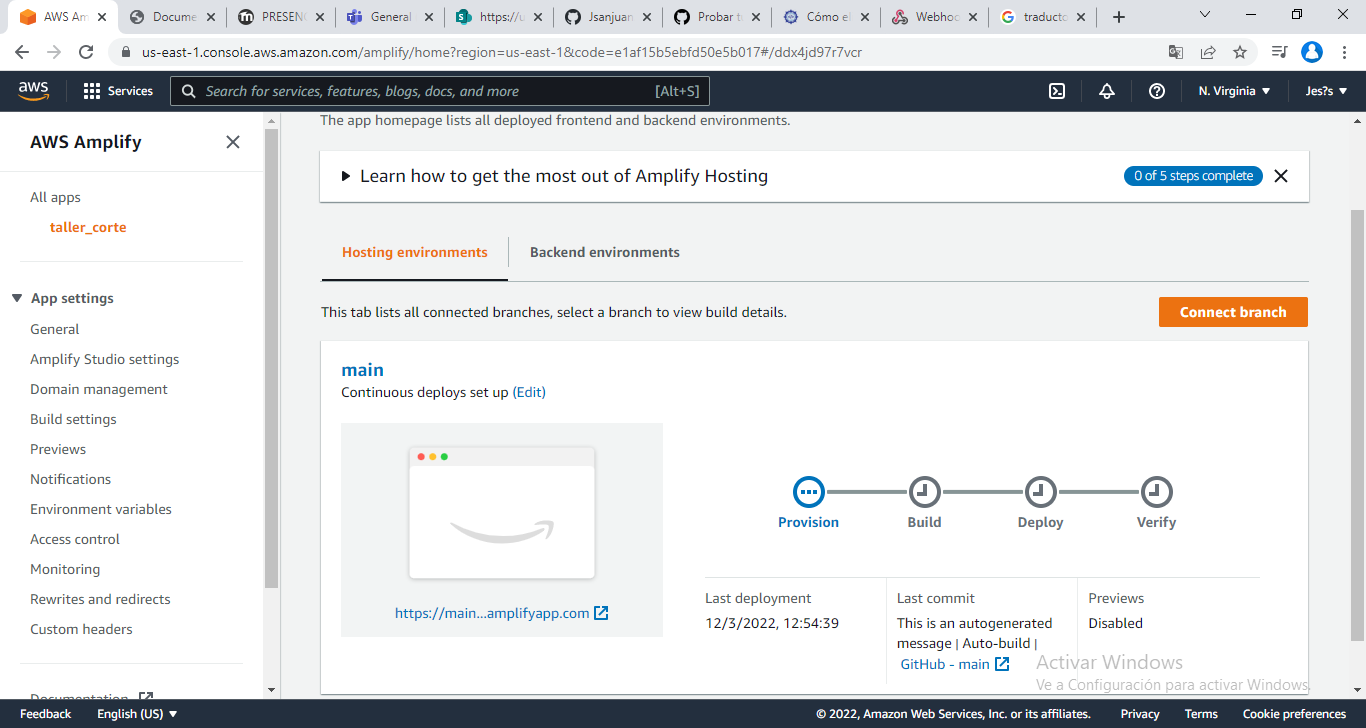 AWS Am
Docume
PRESENC
General
https://u
Jsanjuan
Probar ta
Cómo el
Webhoo
traducto
us-east-1.console.aws.amazon.com/amplify/home?region=us-east-1&code=e1af15b5ebfd50e5b017#/ddx4jd97r7vcr
aws
Services
Search for services, features, blogs, docs, and more
[Alt+S]
N. Virginia
Jes?s
AWS Amplify
All apps
taller_corte
App settings
General
Amplify Studio settings
Domain management
Build settings
Previews
Notifications
Environment variables
Access control
Monitoring
Rewrites and redirects
Custom headers
Documentation
The app homepage lists all deployed frontend and backend environments.
Learn how to get the most out of Amplify Hosting
0 of 5 steps complete
Hosting environments
Backend environments
This tab lists all connected branches, select a branch to view build details.
Connect branch
main
Continuous deploys set up (Edit)
https://main...amplifyapp.com
Provision
Build
Deploy
Verify
Last deployment
12/3/2022, 12:54:39
Last commit
This is an autogenerated
message | Auto-build |
GitHub - main
Previews
Disabled
Activar Windows
Ve a Configuración para activar Windows.
Feedback
English (US)
© 2022, Amazon Web Services, Inc. or its affiliates.
Privacy
Terms
Cookie preferences